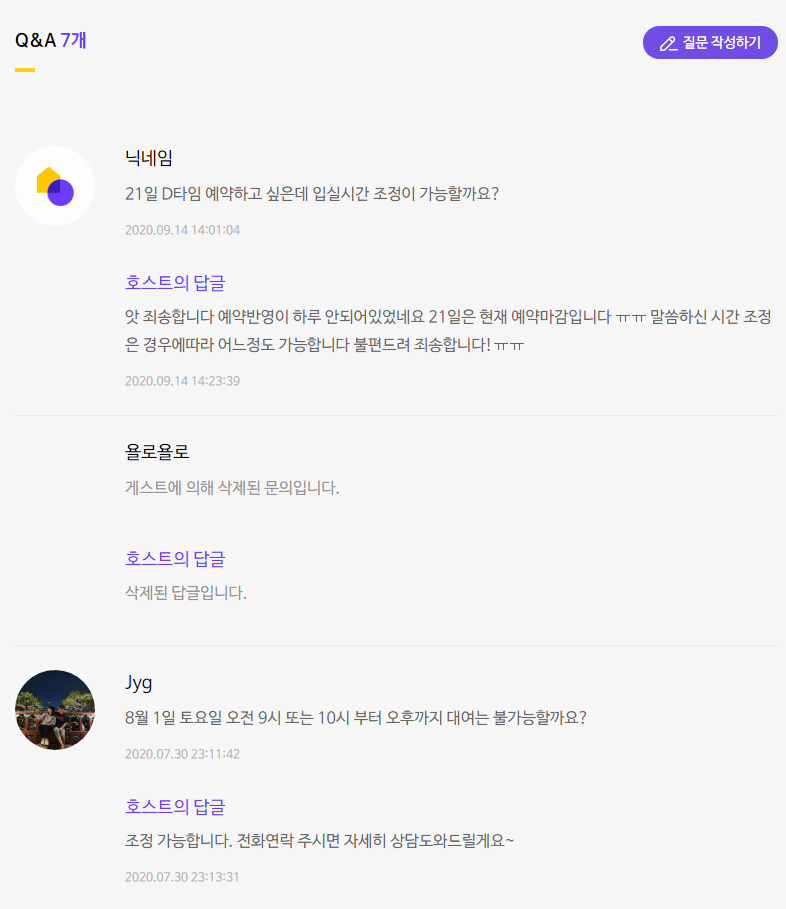 Q&A 7개
질문 작성하기
닉네임
21일 D타임 예약하고 싶은데 입실시간 조정이 가능할까요?
2020.09.14 14:01:04
호스트의 답글
앗 죄송합니다 예약반영이 하루 안되어있었네요 21일은 현재 예약마감입니다 ㅠㅠ 말씀하신 시간 조정
은 경우에따라 어느정도 가능합니다 불편드려 죄송합니다! ㅠㅠ
2020.09.14 14:23:39
욜로욜로
게스트에 의해 삭제된 문의입니다.
호스트의 답글
삭제된 답글입니다.
Jyg
8월 1일 토요일 오전 9시 또는 10시 부터 오후까지 대여는 불가능할까요?
2020.07.30 23:11:42
호스트의 답글
조정 가능합니다. 전화연락 주시면 자세히 상담도와드릴게요~
2020.07.30 23:13:31